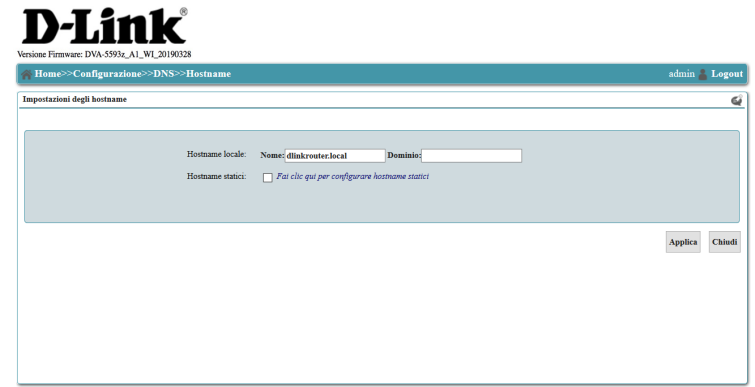 D-Link®
Versione Firmware: DVA-5593z_A1_WI_20190328
Home>>Configurazione>>DNS>>Hostname admin Logout
Impostazioni degli hostname
Hostname locale: Nome: dlinkrouter.local Dominio:
Hostname statici: Fai clic qui per configurare hostname statici
Applica Chiudi